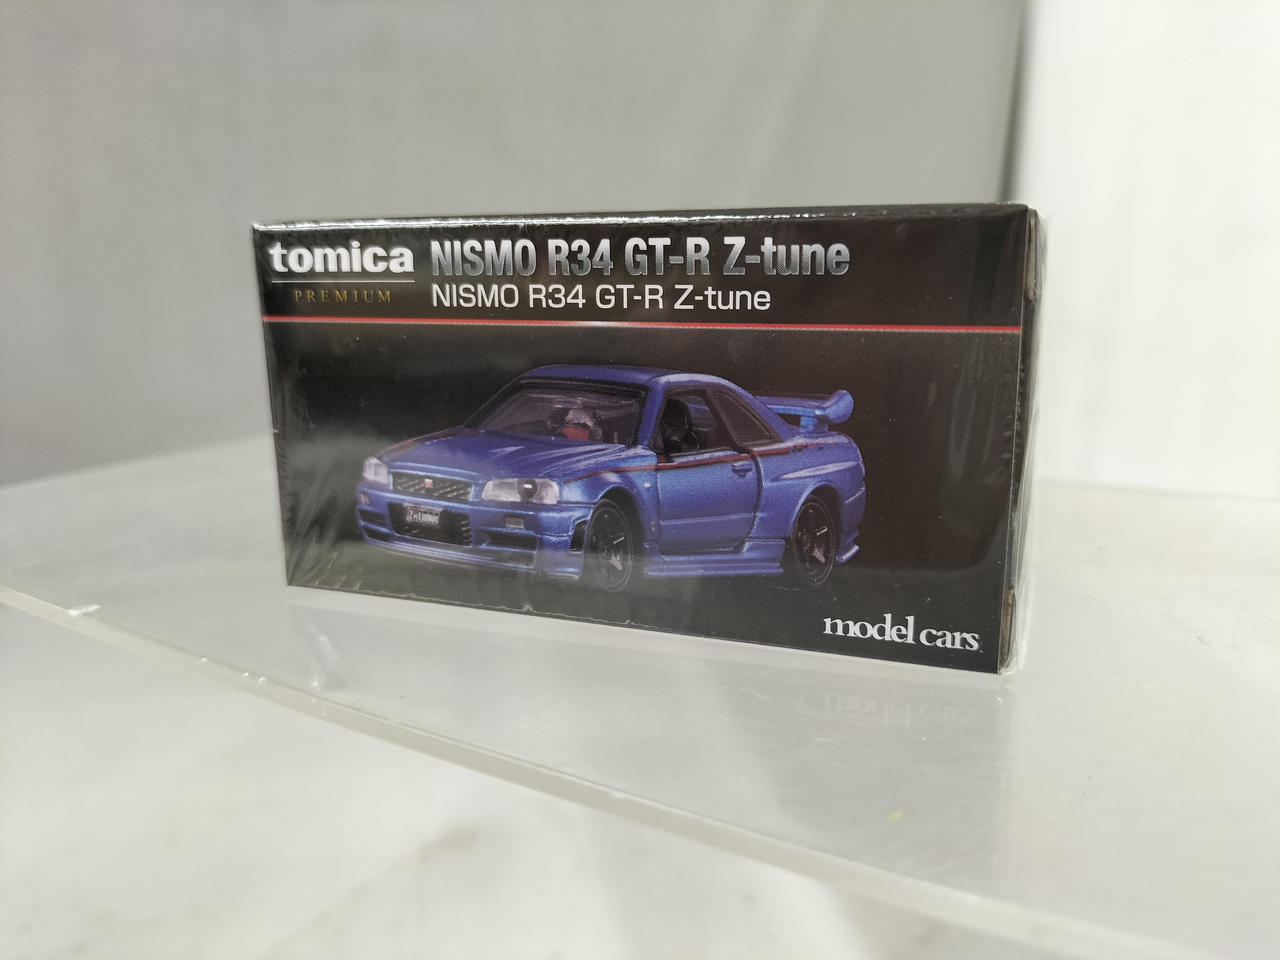 tomica
PREMIUM
NISMO R34 GT-R Z-tune
NISMO R34 GT-R Z-tune
model cars